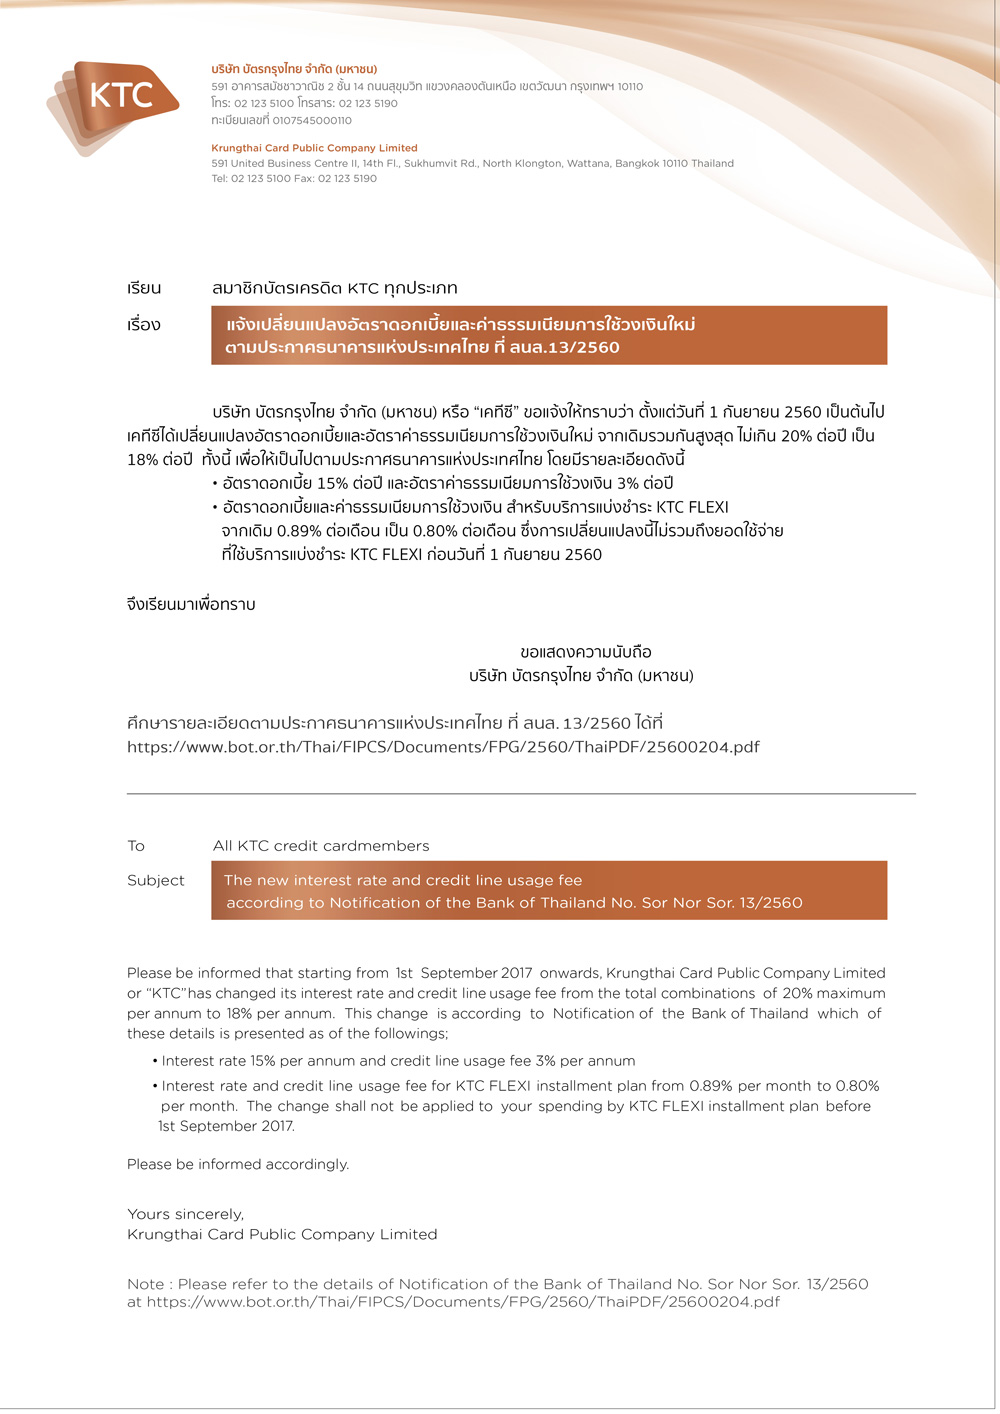 KTC
บริษัท บัตรกรุงไทย จำกัด (มหาชน)
591 อาคารสมัชชาวาณิช 2 ชั้น 14 ถนนสุขุมวิท แขวงคลองตันเหนือ เขตวัฒนา กรุงเทพฯ 10110
โทร: 02 123 5100 โทรสาร: 02 123 5190
ทะเบียนเลขที่ 0107545000110
Krungthai Card Public Company Limited
591 United Business Centre II, 14th Fl., Sukhumvit Rd., North Klongton, Wattana, Bangkok 10110 Thailand
Tel: 02 123 5100 Fax: 02 123 5190
เรียน สมาชิกบัตรเครดิต KTC ทุกประเภท
เรื่อง แจ้งเปลี่ยนแปลงอัตราดอกเบี้ยและค่าธรรมเนียมการใช้วงเงินใหม่
ตามประกาศธนาคารแห่งประเทศไทย ที่ สนส.13/2560
บริษัท บัตรกรุงไทย จำกัด (มหาชน) หรือ “เคทีซี” ขอแจ้งให้ทราบว่า ตั้งแต่วันที่ 1 กันยายน 2560 เป็นต้นไป
เคทีซีได้เปลี่ยนแปลงอัตราดอกเบี้ยและอัตราค่าธรรมเนียมการใช้วงเงินใหม่ จากเดิมรวมกันสูงสุด ไม่เกิน 20% ต่อปี เป็น
18% ต่อปี ทั้งนี้ เพื่อให้เป็นไปตามประกาศธนาคารแห่งประเทศไทย โดยมีรายละเอียดดังนี้
• อัตราดอกเบี้ย 15% ต่อปี และอัตราค่าธรรมเนียมการใช้วงเงิน 3% ต่อปี
• อัตราดอกเบี้ยและค่าธรรมเนียมการใช้วงเงิน สำหรับบริการแบ่งชำระ KTC FLEXI
จากเดิม 0.89% ต่อเดือน เป็น 0.80% ต่อเดือน ซึ่งการเปลี่ยนแปลงนี้ไม่รวมถึงยอดใช้จ่าย
ที่ใช้บริการแบ่งชำระ KTC FLEXI ก่อนวันที่ 1 กันยายน 2560
จึงเรียนมาเพื่อทราบ
ขอแสดงความนับถือ
บริษัท บัตรกรุงไทย จำกัด (มหาชน)
ศึกษารายละเอียดตามประกาศธนาคารแห่งประเทศไทย ที่ สนส. 13/2560 ได้ที่
https://www.bot.or.th/Thai/FIPCS/Documents/FPG/2560/ThaiPDF/25600204.pdf
To All KTC credit cardmembers
Subject The new interest rate and credit line usage fee
according to Notification of the Bank of Thailand No. Sor Nor Sor. 13/2560
Please be informed that starting from 1st September 2017 onwards, Krungthai Card Public Company Limited
or “KTC”has changed its interest rate and credit line usage fee from the total combinations of 20% maximum
per annum to 18% per annum. This change is according to Notification of the Bank of Thailand which of
these details is presented as of the followings;
• Interest rate 15% per annum and credit line usage fee 3% per annum
• Interest rate and credit line usage fee for KTC FLEXI installment plan from 0.89% per month to 0.80%
per month. The change shall not be applied to your spending by KTC FLEXI installment plan before
1st September 2017.
Please be informed accordingly.
Yours sincerely,
Krungthai Card Public Company Limited
Note : Please refer to the details of Notification of the Bank of Thailand No. Sor Nor Sor. 13/2560
at https://www.bot.or.th/Thai/FIPCS/Documents/FPG/2560/ThaiPDF/25600204.pdf